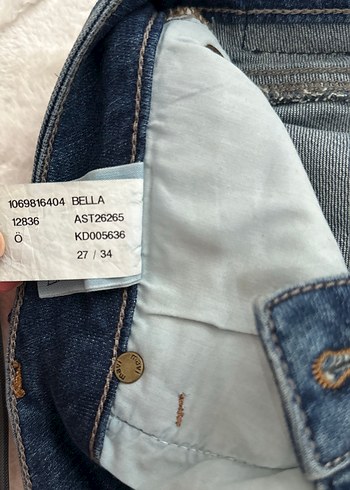 1069816404 BELLA
12836 AST26265
Ö KD005636
27 / 34